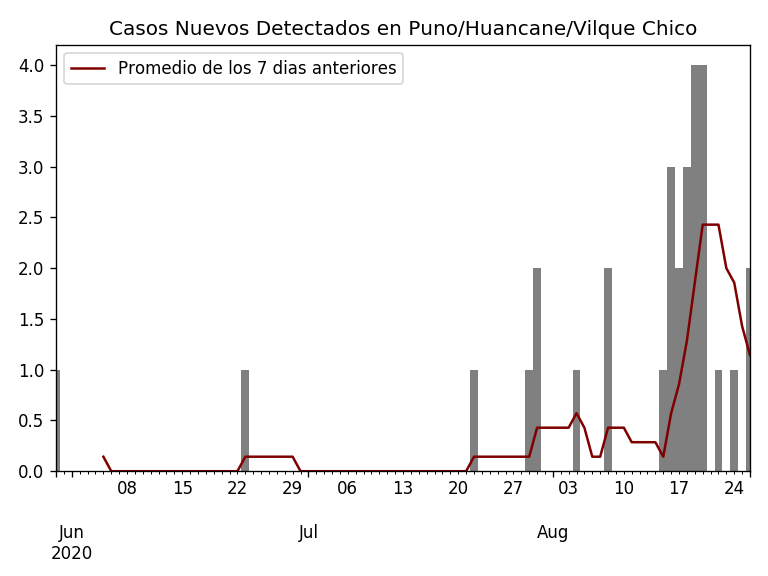 Casos Nuevos Detectados en Puno/Huancane/Vilque Chico
Promedio de los 7 dias anteriores
4.0
3.5
3.0
2.5
2.0
1.5
1.0
0.5
0.0
08 15 22 29 06 13 20 27 03 10 17 24
Jun Jul Aug
2020